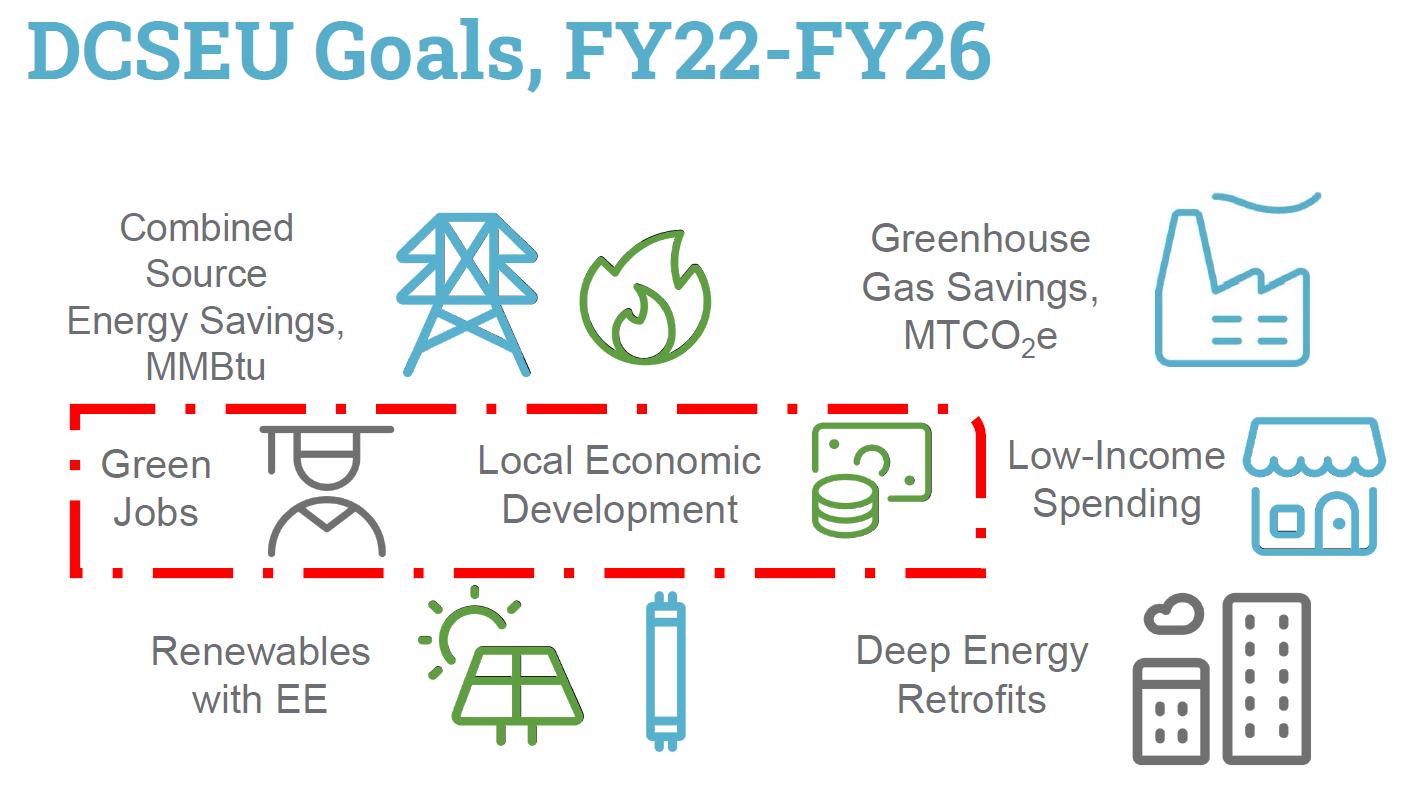 DCSEU Goals, FY22-FY26
Combined
Source
Energy Savings,
MMBtu
Greenhouse
Gas Savings,
MTCO₂e
Green
Jobs
Local Economic
Development
Low-Income
Spending
Renewables
with EE
Deep Energy
Retrofits